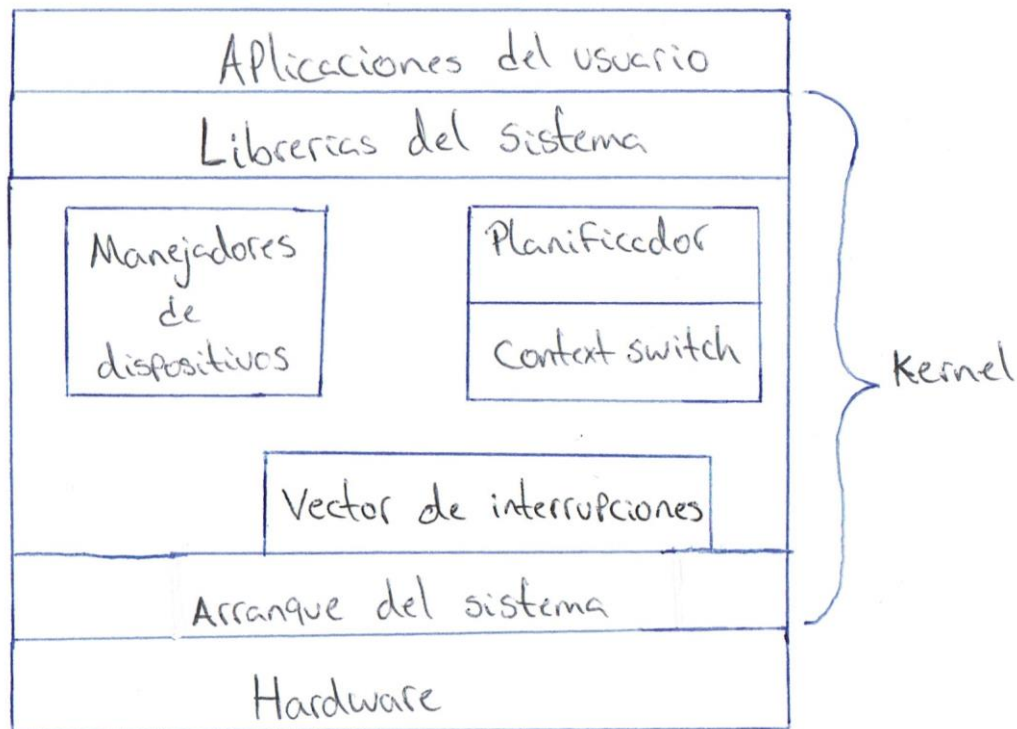 Aplicaciones del usuario
Librerias del sistema
Manejadores
de
dispositivos
Planificador
Context switch
Kernel
Vector de interrupciones
Arranque del sistema
Hardware